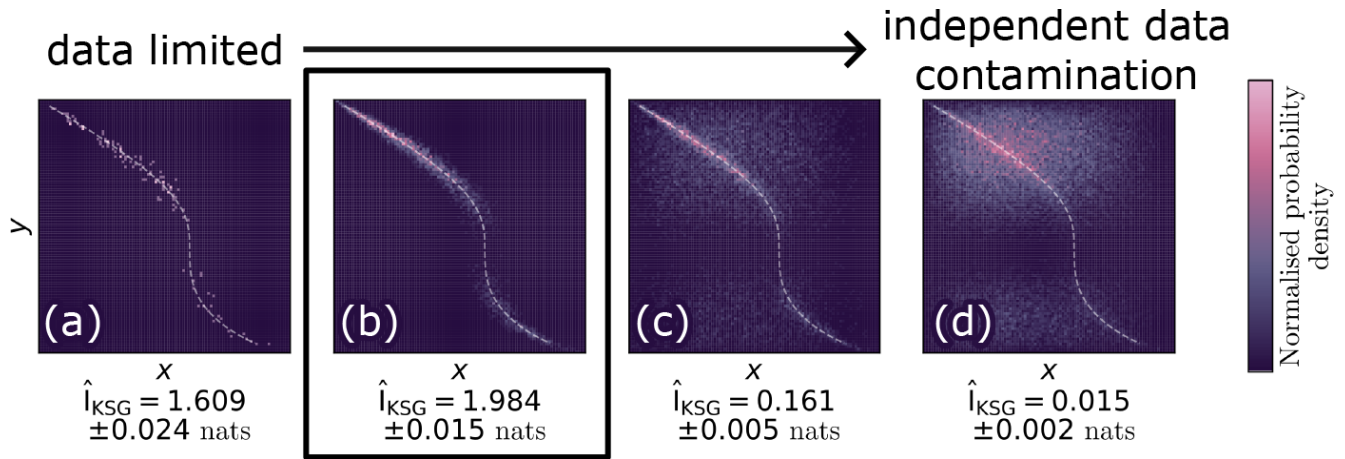 data limited
independent data
contamination
(a)
(b)
(c)
(d)
y
x
x
x
x
Î_KSG = 1.609
±0.024 nats
Î_KSG = 1.984
±0.015 nats
Î_KSG = 0.161
±0.005 nats
Î_KSG = 0.015
±0.002 nats
Normalised probability
density